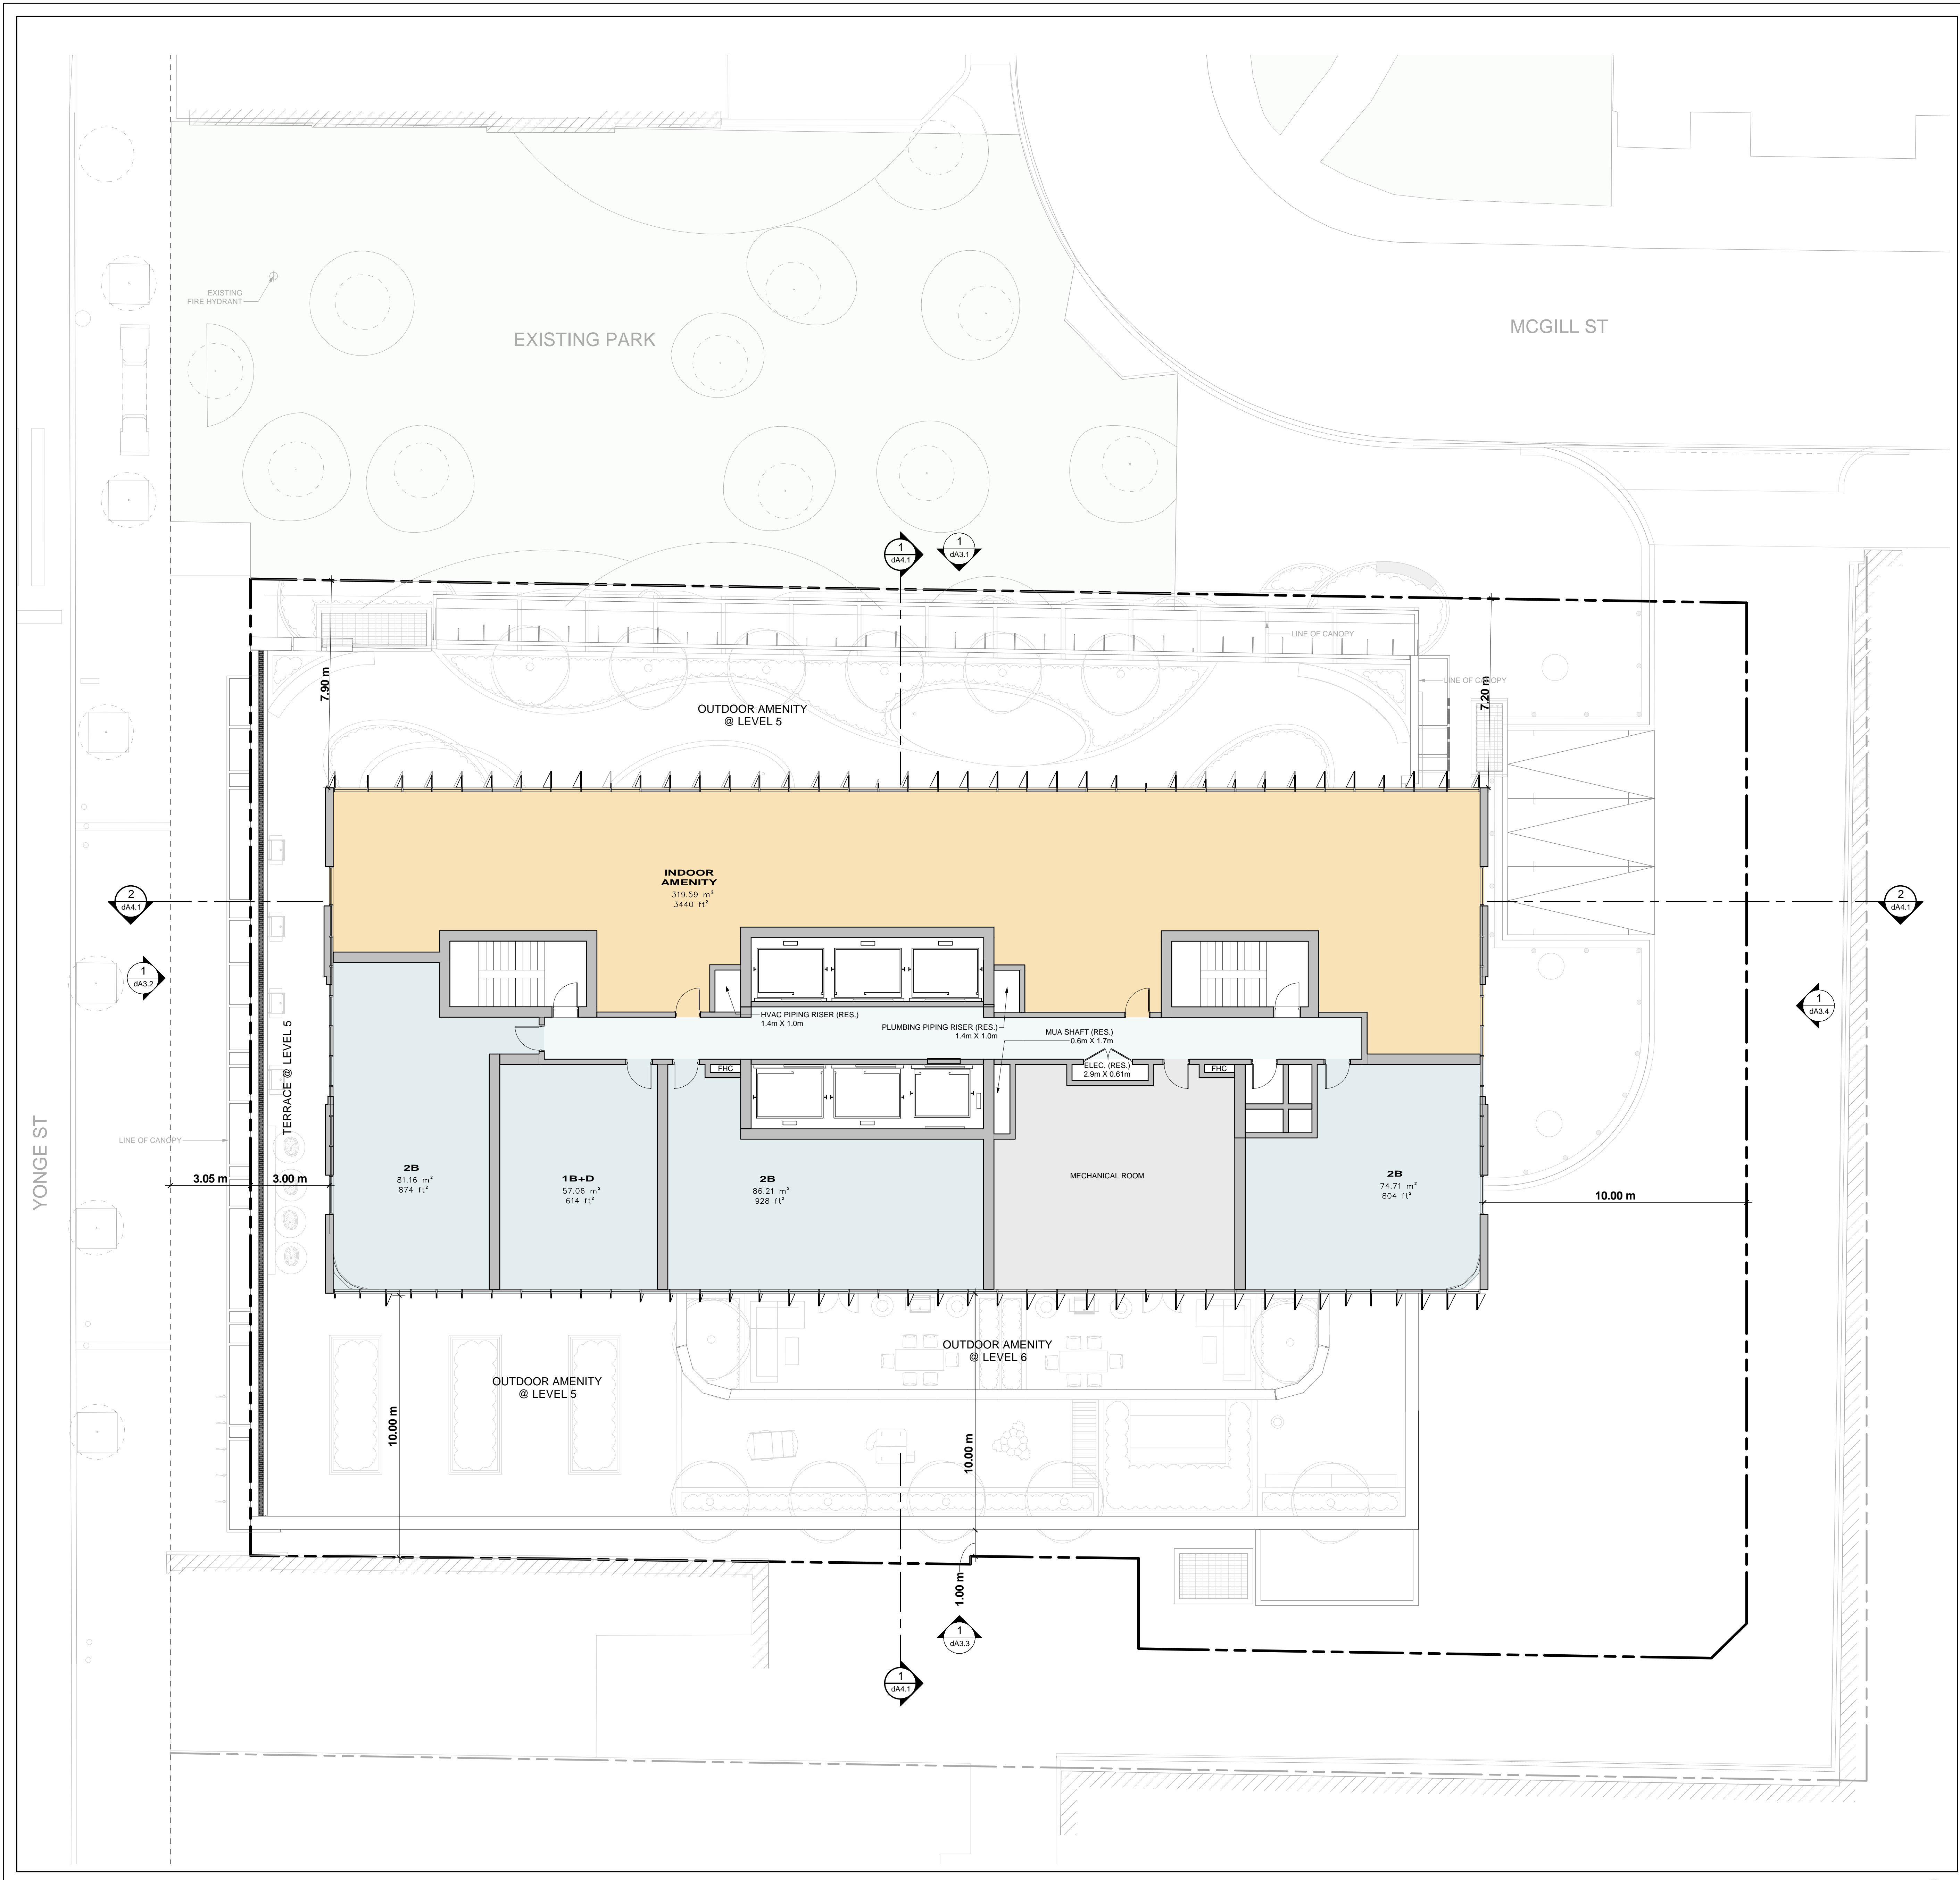 EXISTING
FIRE HYDRANT
EXISTING PARK
MCGILL ST
1
dA4.1
1
dA3.1
LINE OF CANOPY
LINE OF CANOPY
7.90 m
7.20 m
OUTDOOR AMENITY
@ LEVEL 5
INDOOR
AMENITY
319.59 m²
3440 ft²
2
dA4.1
2
dA4.1
1
dA3.2
1
dA3.4
HVAC PIPING RISER (RES.)
1.4m X 1.0m
PLUMBING PIPING RISER (RES.)
1.4m X 1.0m
MUA SHAFT (RES.)
0.6m X 1.7m
ELEC. (RES.)
2.9m X 0.61m
FHC
FHC
TERRACE @ LEVEL 5
YONGE ST
LINE OF CANOPY
3.05 m
3.00 m
2B
81.16 m²
874 ft²
1B+D
57.06 m²
614 ft²
2B
86.21 m²
928 ft²
MECHANICAL ROOM
2B
74.71 m²
804 ft²
10.00 m
OUTDOOR AMENITY
@ LEVEL 6
OUTDOOR AMENITY
@ LEVEL 5
10.00 m
10.00 m
1.00 m
1
dA3.3
1
dA4.1